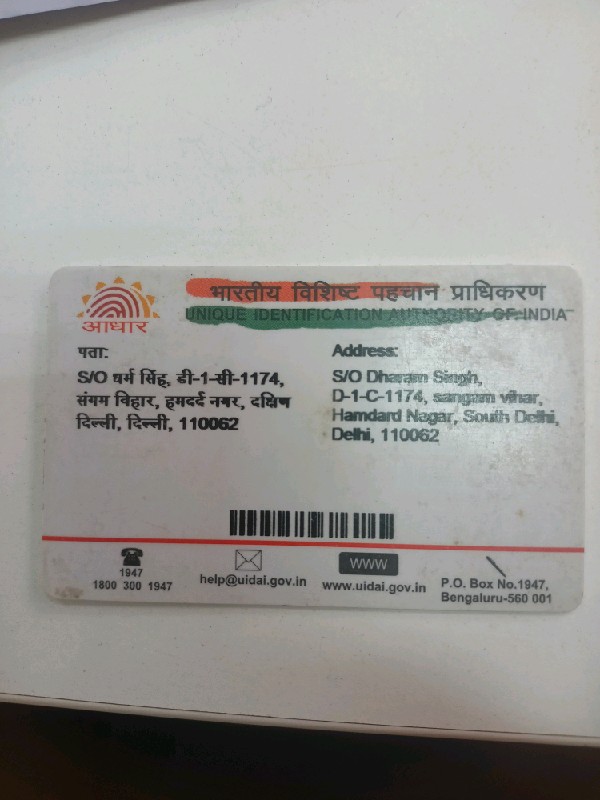 भारतीय विशिष्ट पहचान प्राधिकरण
UNIQUE IDENTIFICATION AUTHORITY OF INDIA
आधार
पता:
S/O धर्म सिंह, डी-1-सी-1174,
संगम विहार, हमदर्द नगर, दक्षिण
दिल्ली, दिल्ली, 110062
Address:
S/O Dharam Singh,
D-1-C-1174, sangam vihar,
Hamdard Nagar, South Delhi,
Delhi, 110062
1947
1800 300 1947
help@uidai.gov.in
WWW
www.uidai.gov.in
P.O. Box No.1947,
Bengaluru-560 001